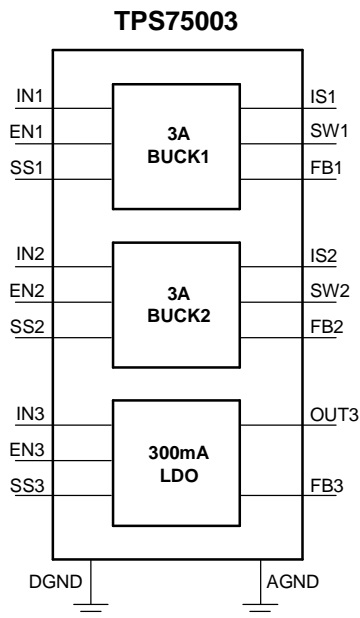 TPS75003
IN1
EN1
SS1
3A
BUCK1
IS1
SW1
FB1
IN2
EN2
SS2
3A
BUCK2
IS2
SW2
FB2
IN3
EN3
SS3
300mA
LDO
OUT3
FB3
DGND
AGND